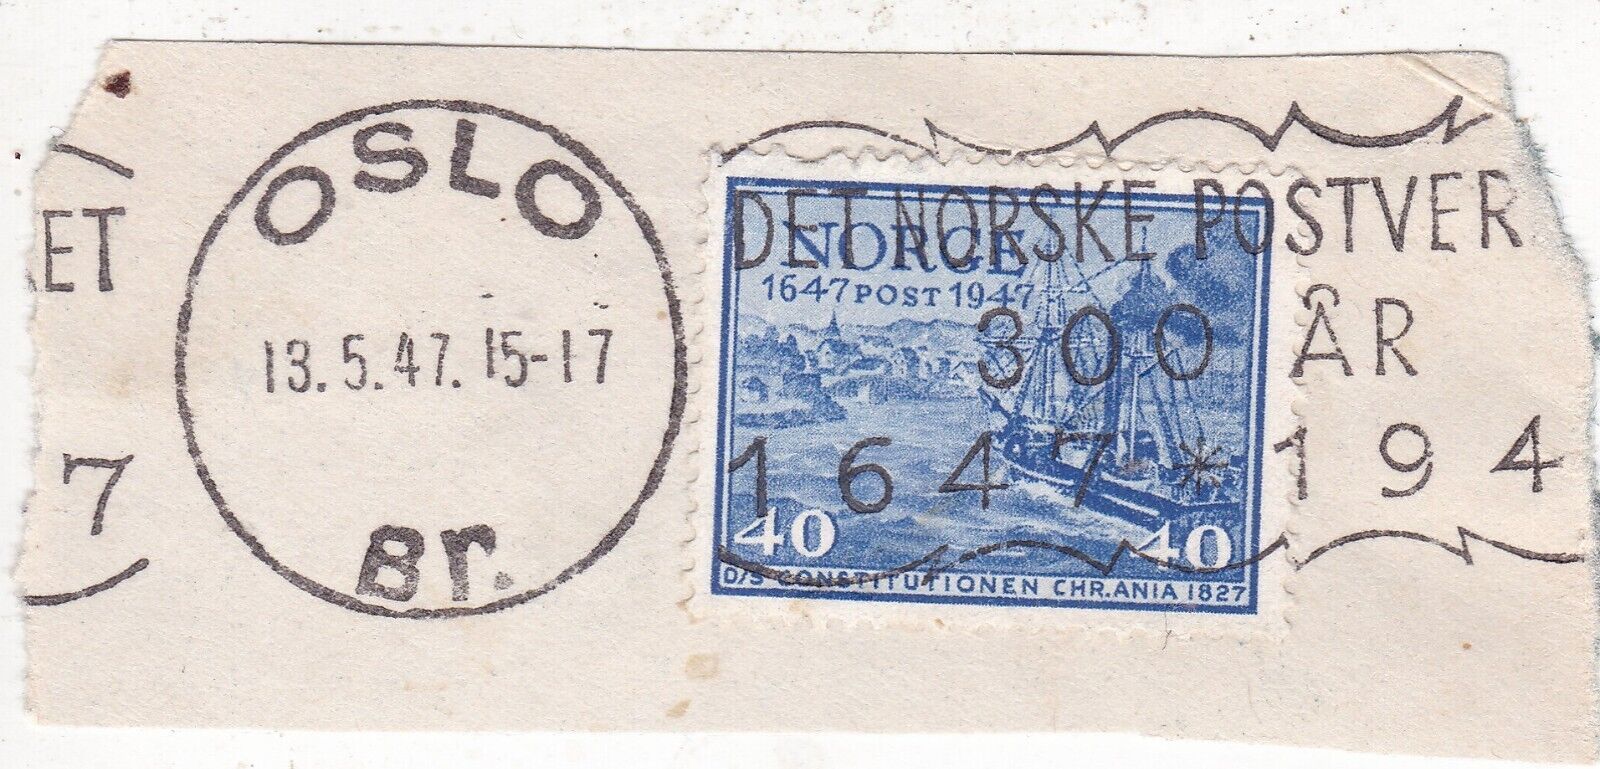 ÆET
7
OSLO
13.5.47. 15-17
Br.
DET NORSKE POSTVER
300 ÅR
1647*194
NORGE
1647 POST 1947
40 40
D/S CONSTITUTIONEN CHR.ANIA 1827